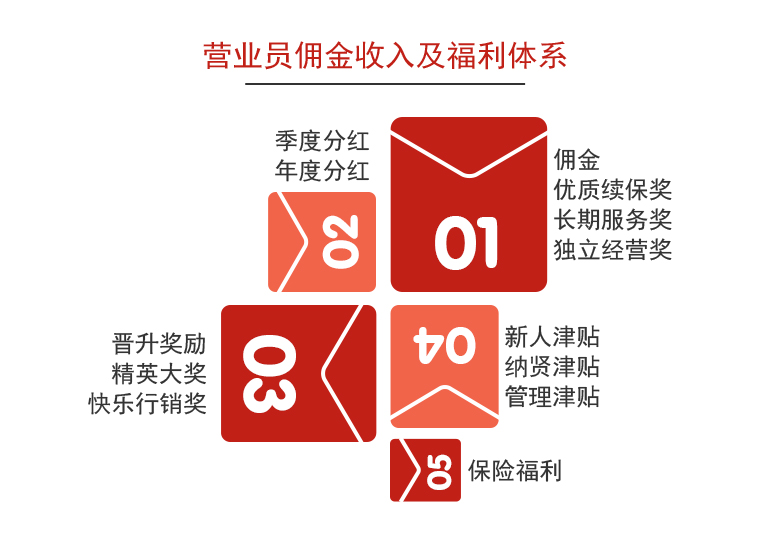 营业员佣金收入及福利体系
01
佣金
优质续保奖
长期服务奖
独立经营奖
季度分红
年度分红
02
03
晋升奖励
精英大奖
快乐行销奖
04
新人津贴
纳贤津贴
管理津贴
05
保险福利